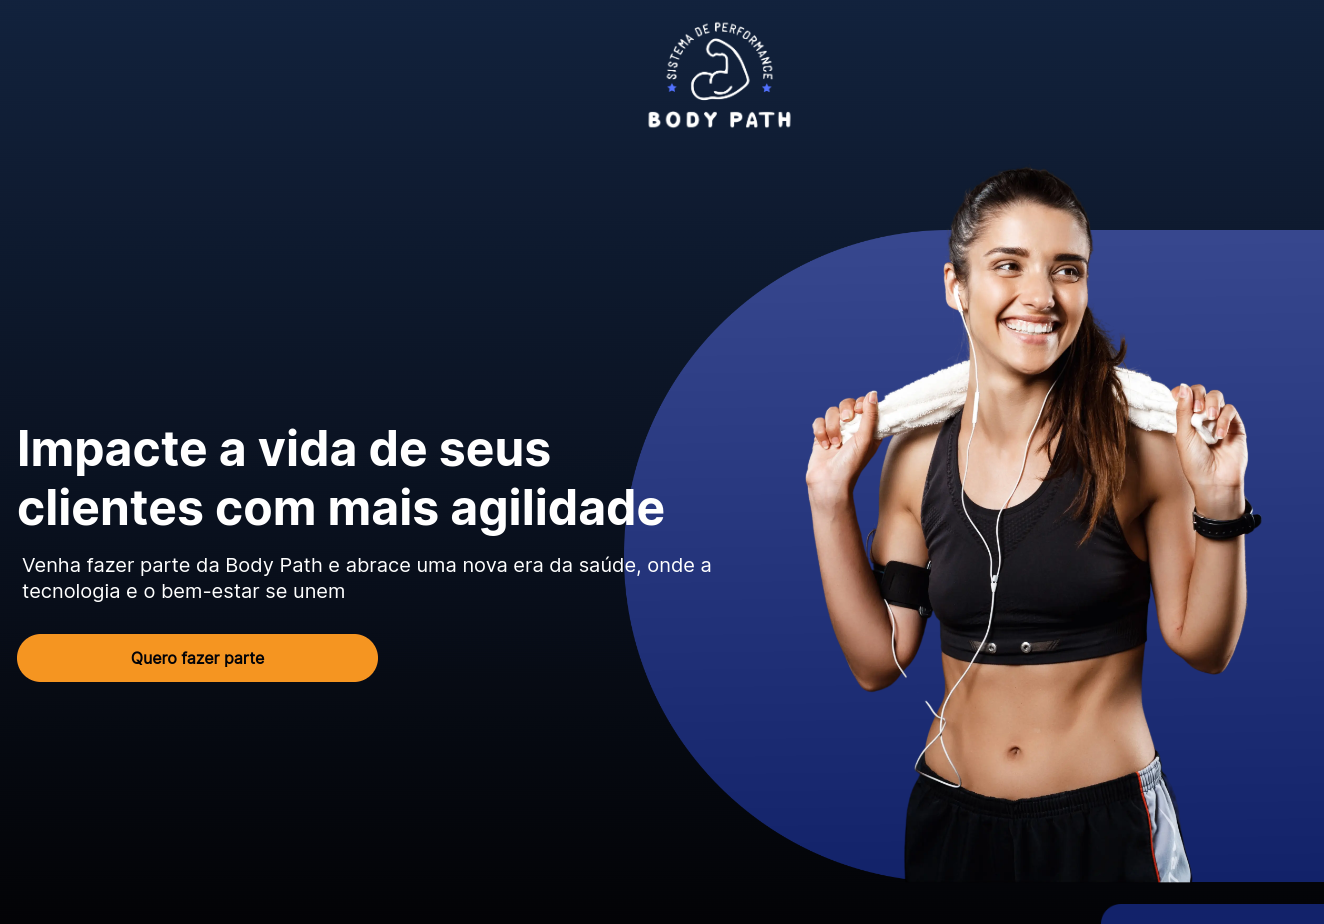 SISTEMA DE PERFORMANCE
BODY PATH
Impacte a vida de seus
clientes com mais agilidade
Venha fazer parte da Body Path e abrace uma nova era da saúde, onde a
tecnologia e o bem-estar se unem
Quero fazer parte